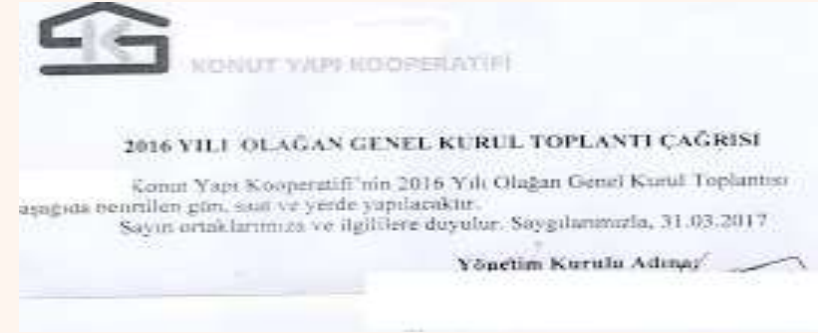 KONUT YAPI KOOPERATİFİ
2016 YILI OLAĞAN GENEL KURUL TOPLANTI ÇAĞRISI
Konut Yapı Kooperatifi'nin 2016 Yılı Olağan Genel Kurul Toplantısı
aşağıda belirtilen gün, saat ve yerde yapılacaktır.
Sayın ortaklarımıza ve ilgililere duyulur. Saygılarımızla, 31.03.2017
Yönetim Kurulu Adına